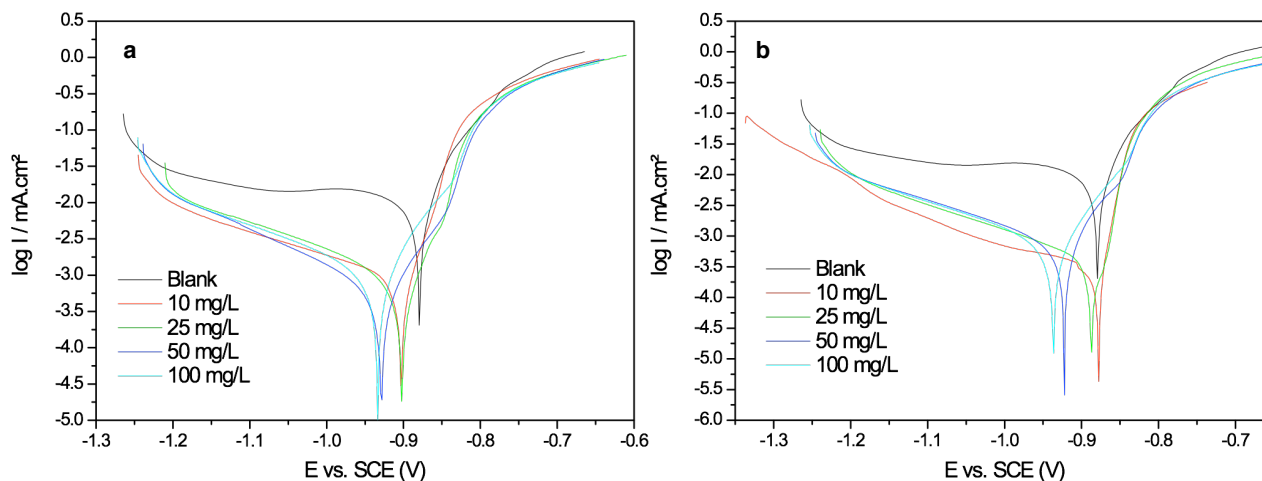 a
0.5
0.0
-0.5
-1.0
-1.5
-2.0
-2.5
-3.0
-3.5
-4.0
-4.5
-5.0
log I / mA.cm²
Blank
10 mg/L
25 mg/L
50 mg/L
100 mg/L
-1.3 -1.2 -1.1 -1.0 -0.9 -0.8 -0.7 -0.6
E vs. SCE (V)
b
0.5
0.0
-0.5
-1.0
-1.5
-2.0
-2.5
-3.0
-3.5
-4.0
-4.5
-5.0
-5.5
-6.0
log I / mA.cm²
Blank
10 mg/L
25 mg/L
50 mg/L
100 mg/L
-1.3 -1.2 -1.1 -1.0 -0.9 -0.8 -0.7
E vs. SCE (V)